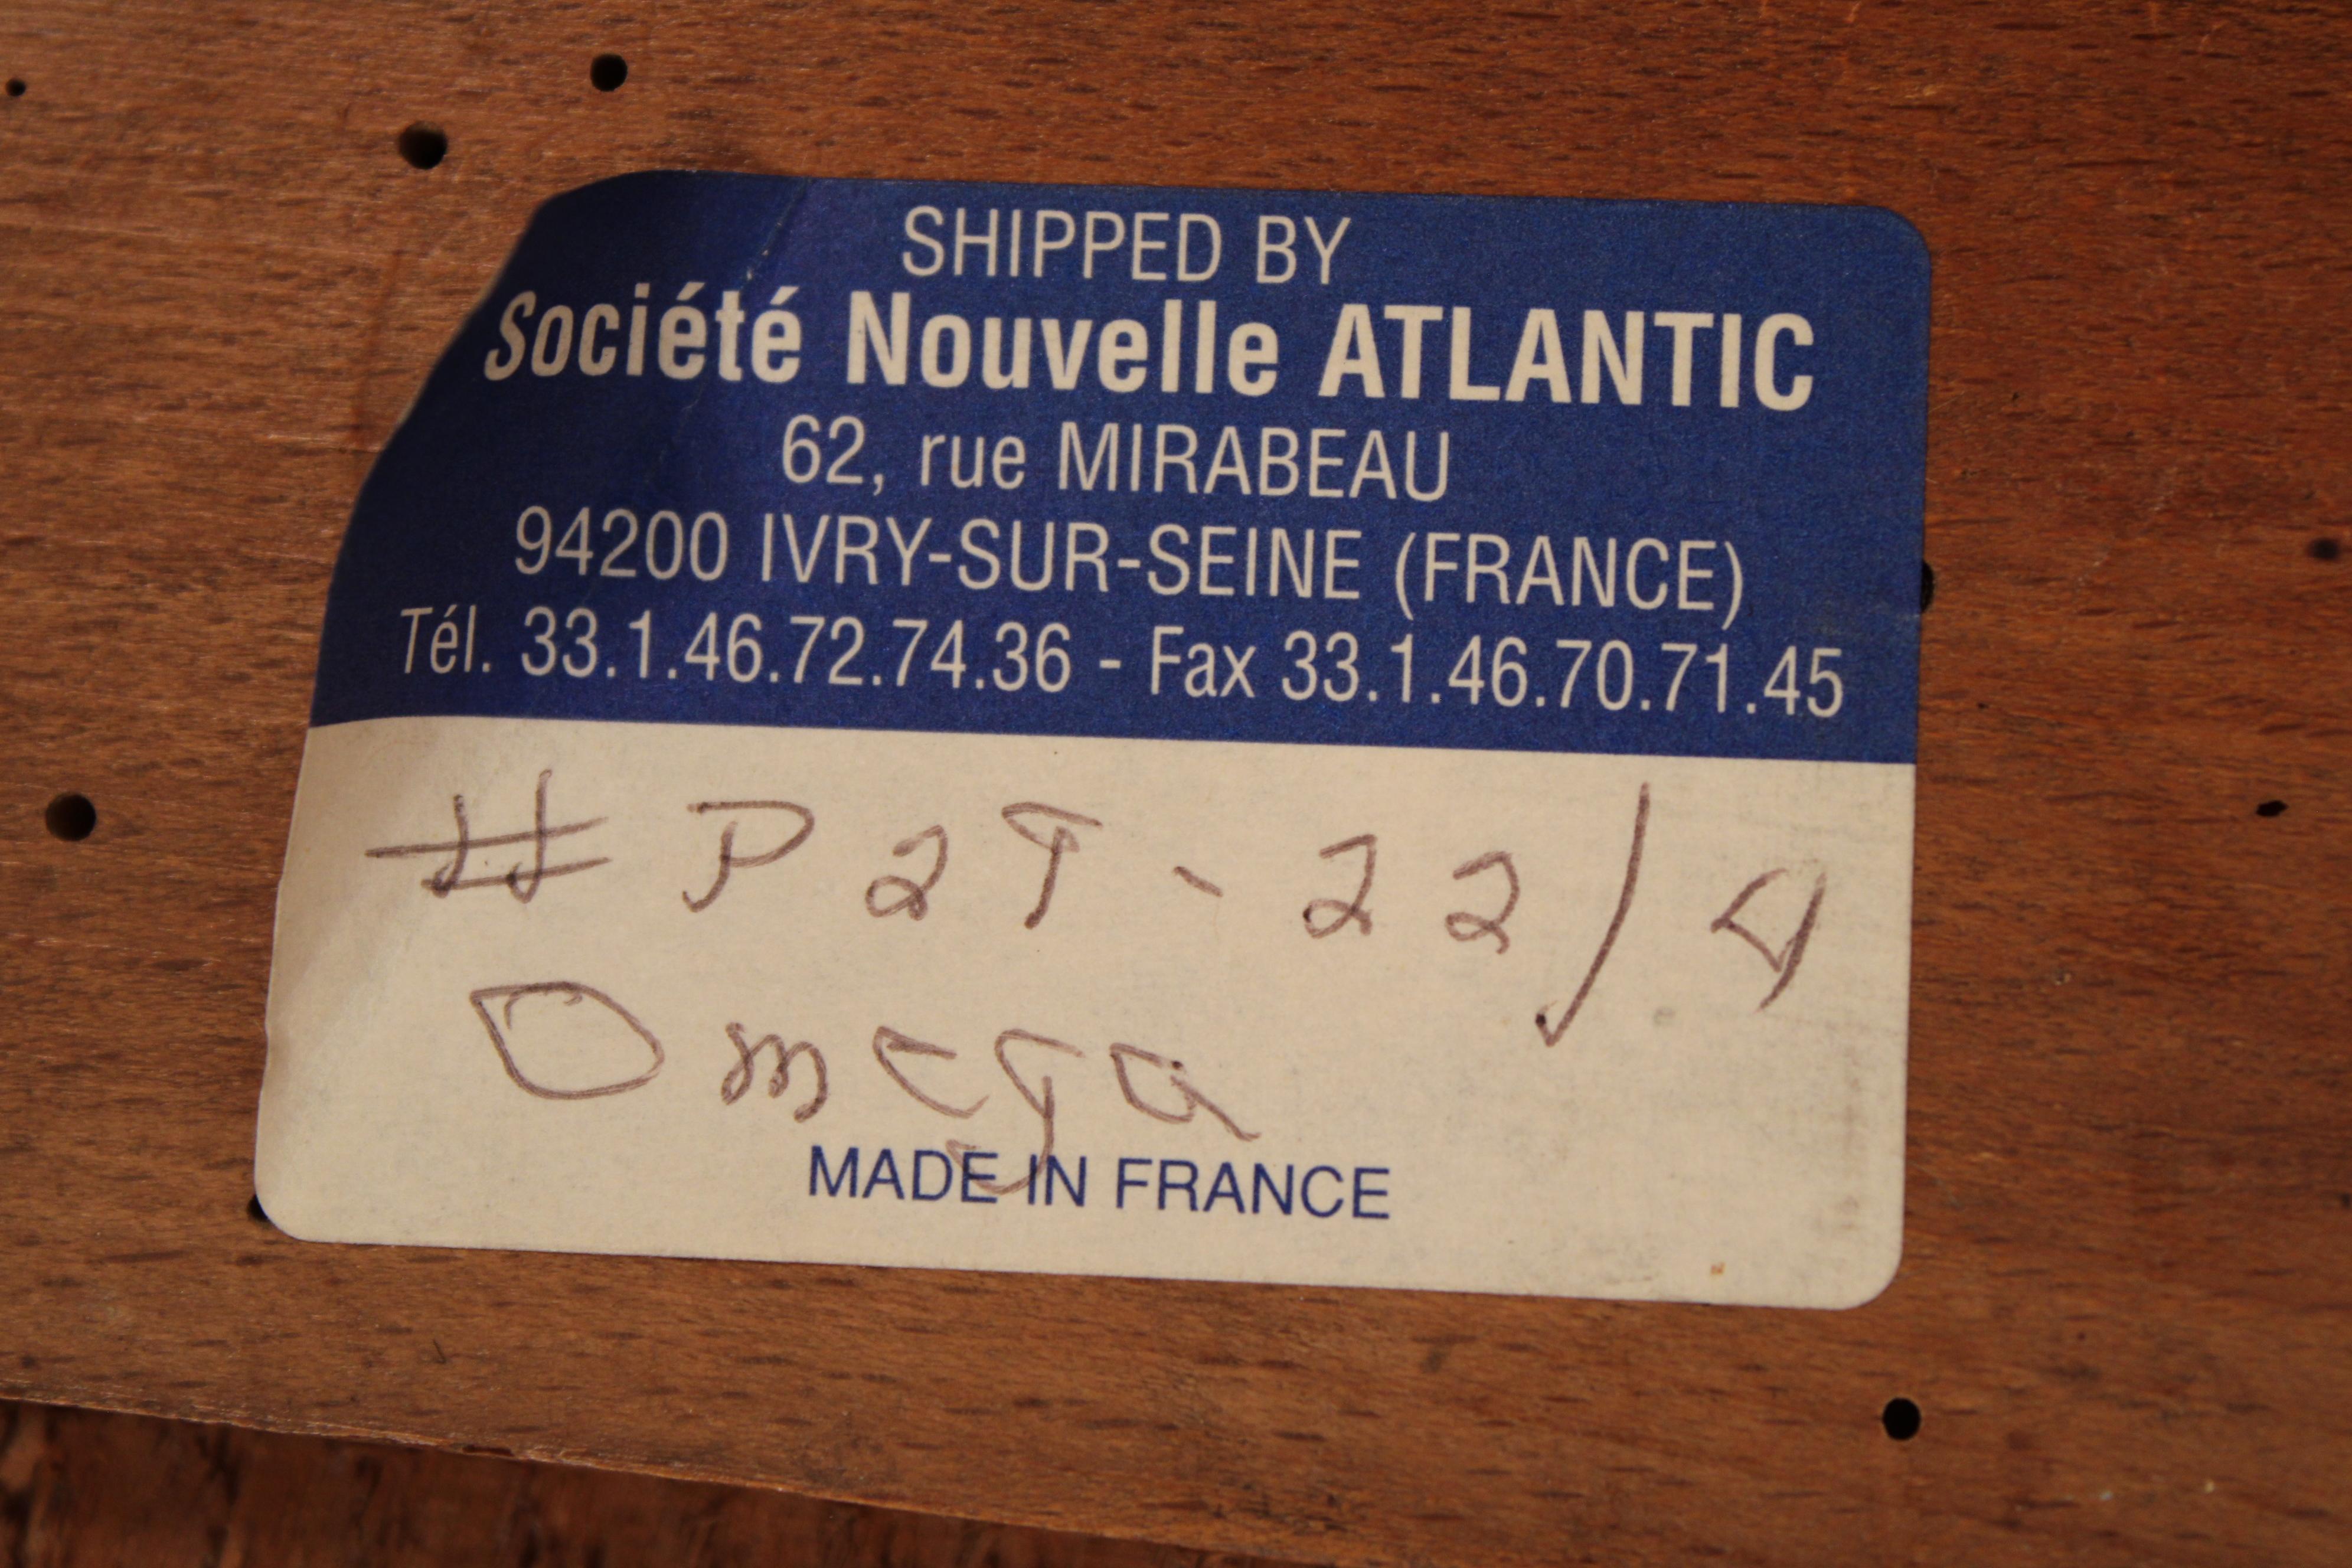 SHIPPED BY
Société Nouvelle ATLANTIC
62, rue MIRABEAU
94200 IVRY-SUR-SEINE (FRANCE)
Tél. 33.1.46.72.74.36 - Fax 33.1.46.70.71.45
# P2T - 22/4
Omega
MADE IN FRANCE